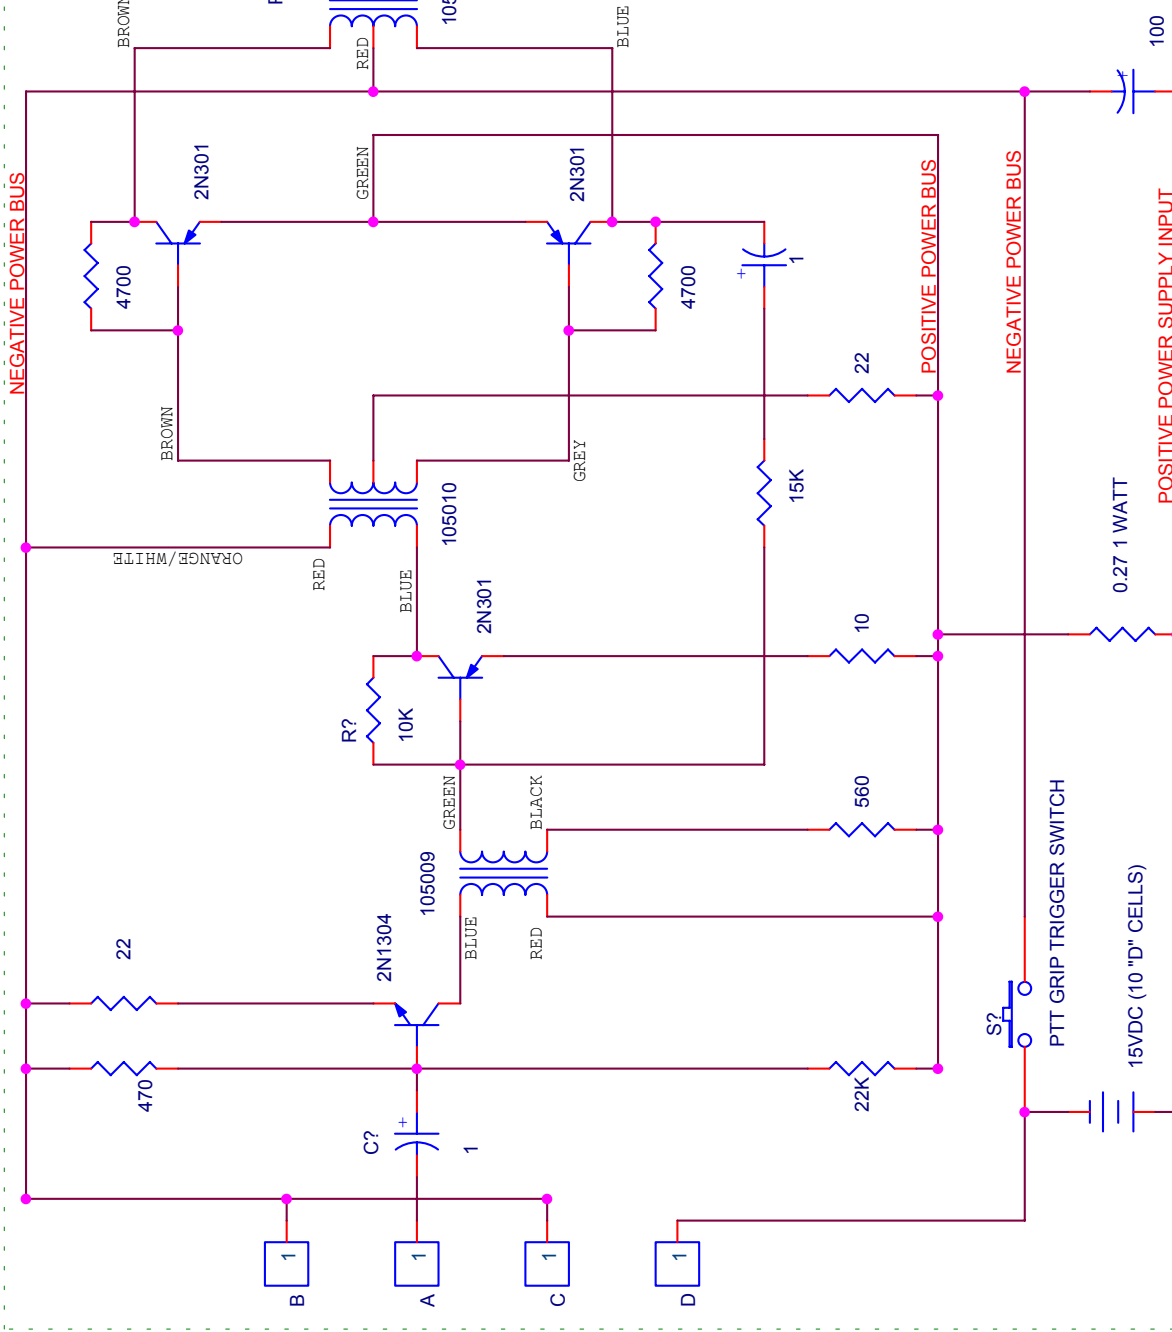 BROWN
RED
BLUE
100
+
NEGATIVE POWER BUS
2N301
GREEN
2N301
4700
4700
+
1
POSITIVE POWER BUS
NEGATIVE POWER BUS
POSITIVE POWER SUPPLY INPUT
22
BROWN
GREY
105010
15K
0.27 1 WATT
ORANGE/WHITE
RED
BLUE
2N301
10
R?
10K
GREEN
BLACK
560
105009
PTT GRIP TRIGGER SWITCH
22
2N1304
BLUE
RED
S?
15VDC (10 "D" CELLS)
470
22K
C?
+
1
B
1
A
1
C
1
D
1